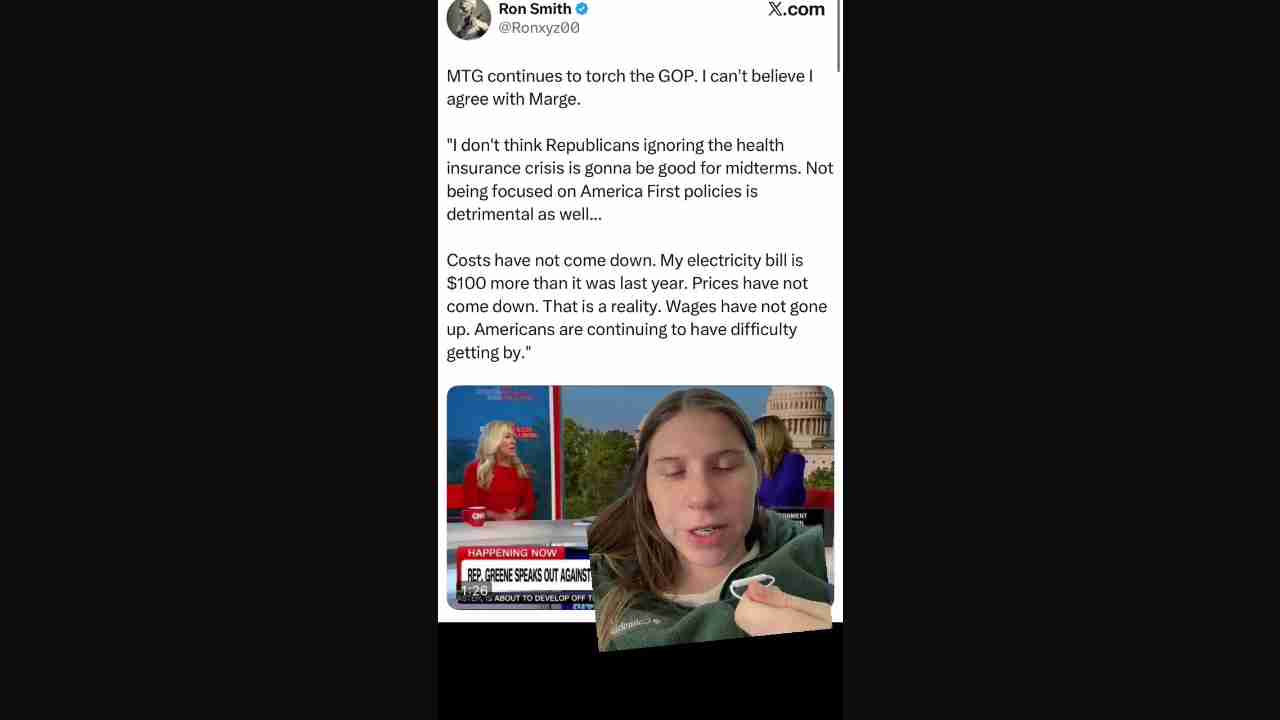 Ron Smith
X.com
@Ronxyz00
MTG continues to torch the GOP. I can't believe I
agree with Marge.
"I don't think Republicans ignoring the health
insurance crisis is gonna be good for midterms. Not
being focused on America First policies is
detrimental as well...
Costs have not come down. My electricity bill is
$100 more than it was last year. Prices have not
come down. That is a reality. Wages have not gone
up. Americans are continuing to have difficulty
getting by."
CNN
HAPPENING NOW
REP. GREENE SPEAKS OUT AGAINST
1:26
IS ABOUT TO DEVELOP OFF T